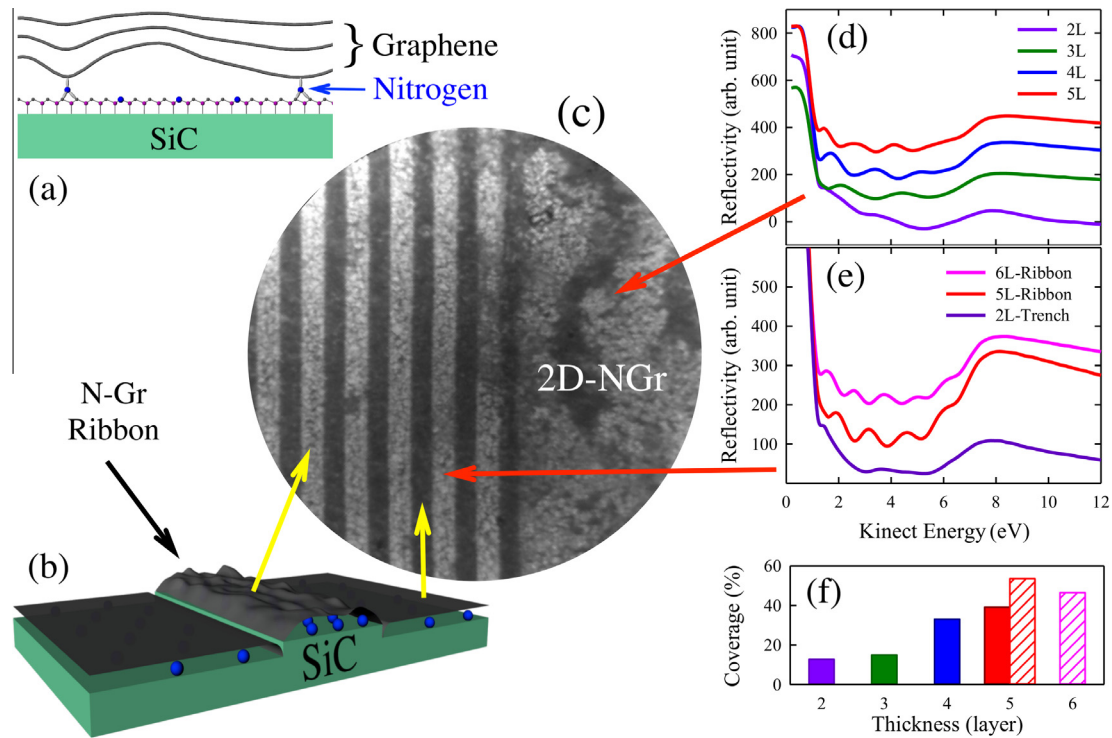 Graphene
Nitrogen
SiC
(a)
(c)
2D-NGr
N-Gr
Ribbon
(b)
SiC
(d)
2L
3L
4L
5L
Reflectivity (arb. unit)
800
600
400
200
0
(e)
6L-Ribbon
5L-Ribbon
2L-Trench
Reflectivity (arb. unit)
500
400
300
200
100
0 2 4 6 8 10 12
Kinect Energy (eV)
(f)
Coverage (%)
60
40
20
0
2 3 4 5 6
Thickness (layer)